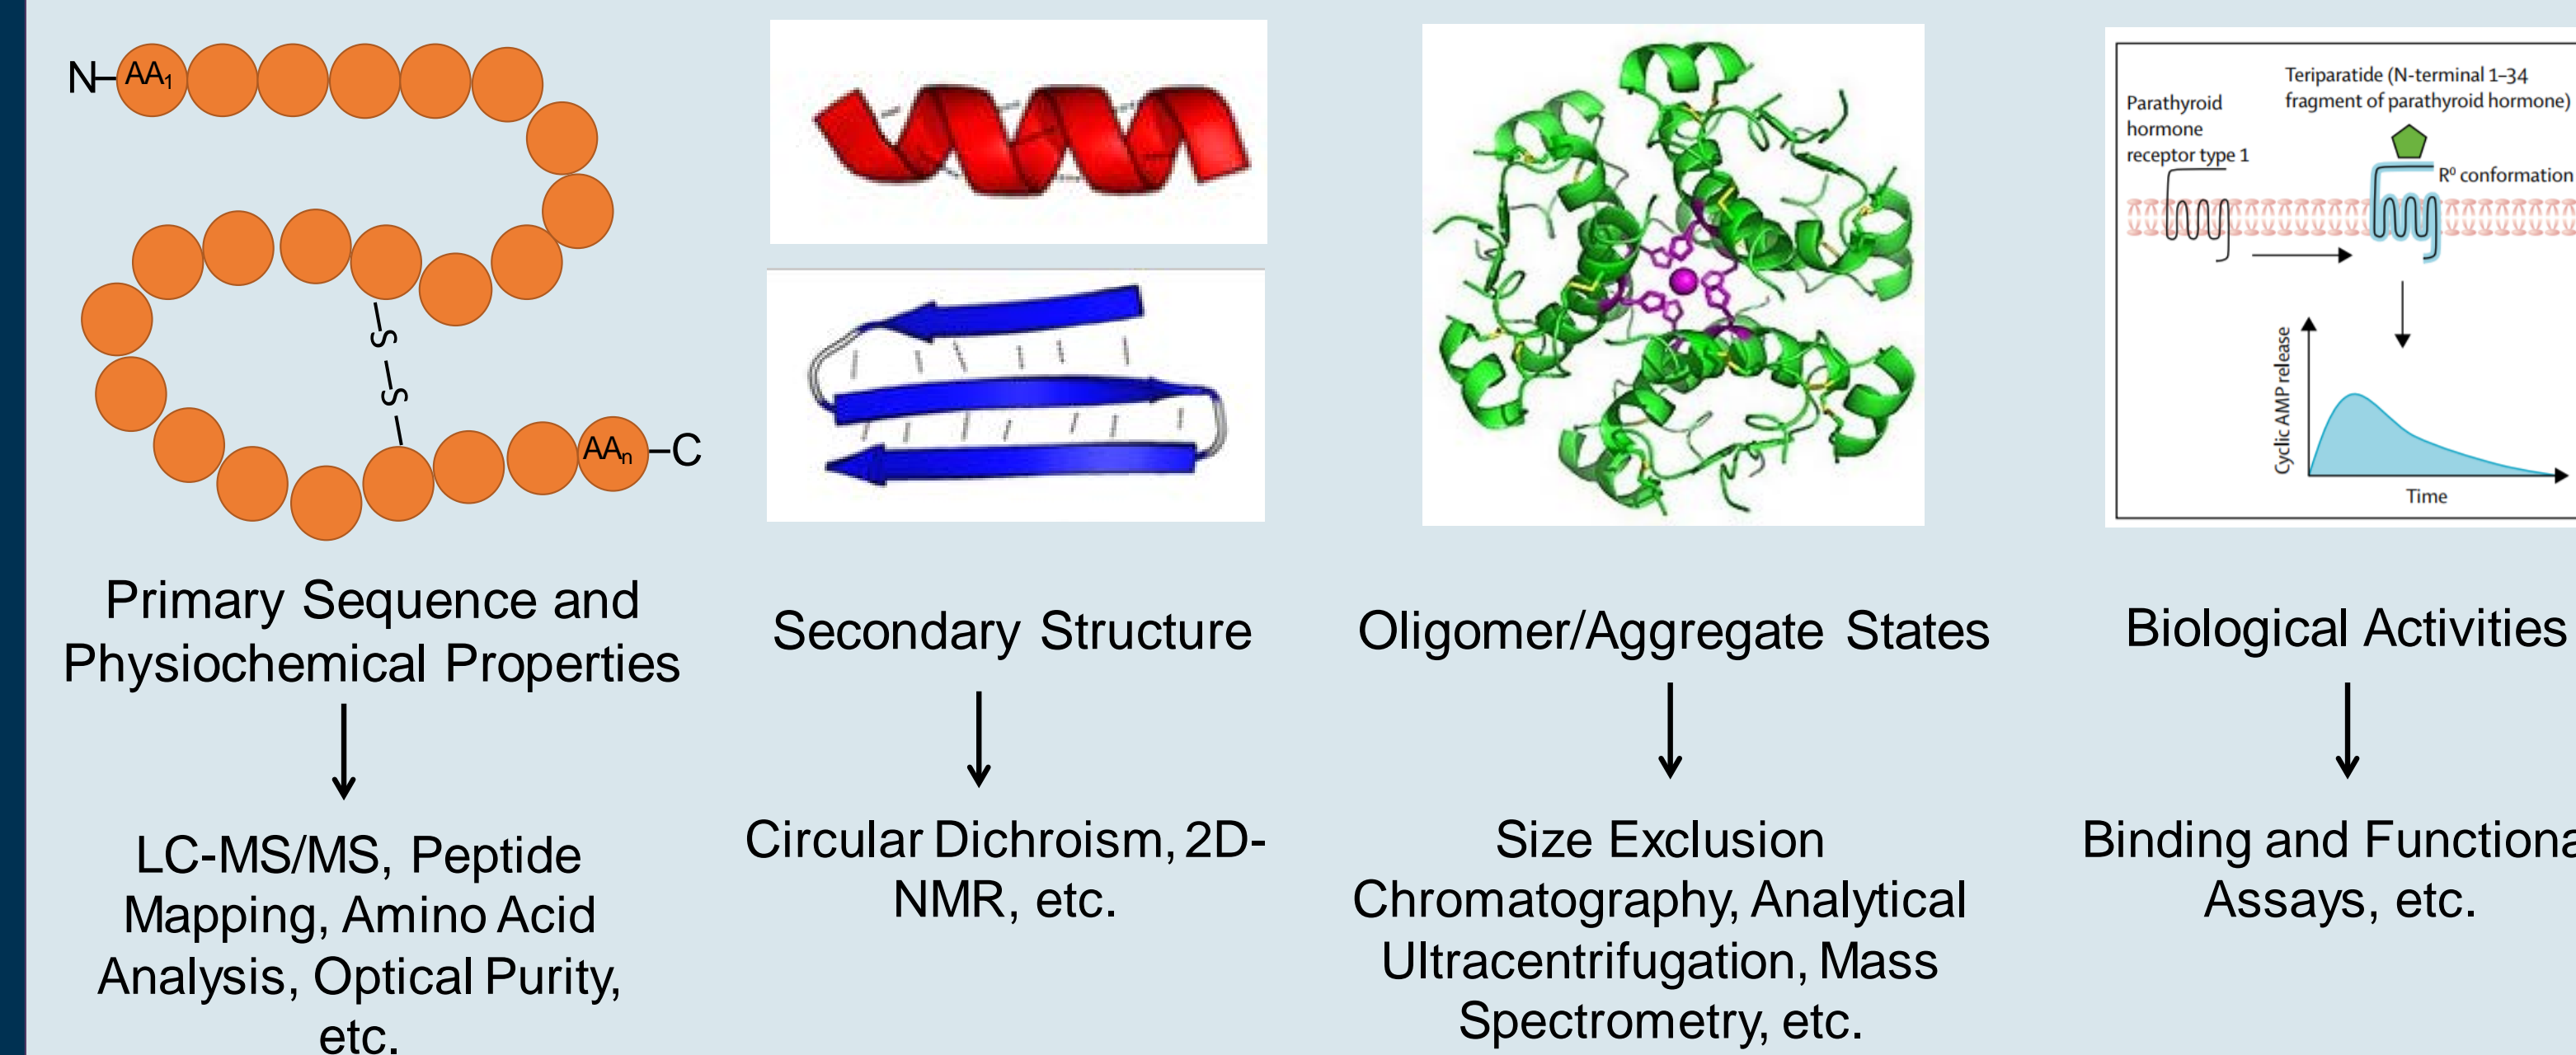 N
AA₁
S
S
AAₙ
C
Primary Sequence and
Physiochemical Properties
LC-MS/MS, Peptide
Mapping, Amino Acid
Analysis, Optical Purity,
etc.
Secondary Structure
Circular Dichroism, 2D-
NMR, etc.
Oligomer/Aggregate States
Size Exclusion
Chromatography, Analytical
Ultracentrifugation, Mass
Spectrometry, etc.
Teriparatide (N-terminal 1–34
fragment of parathyroid hormone)
Parathyroid
hormone
receptor type 1
R⁰ conformation
Cyclic AMP release
Time
Biological Activities
Binding and Functiona
Assays, etc.